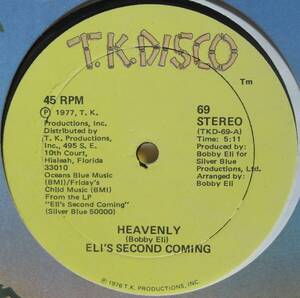 T.K. DISCO
Tm
45 RPM
℗ 1977, T. K.
Productions, Inc.
Distributed by
T. K. Productions,
Inc., 495 S. E.
10th Court,
Hialeah, Florida
33010
Oceans Blue Music
(BMI)/Friday's
Child Music (BMI)
From the LP
"Eli's Second Coming"
(Silver Blue 50000)
69
STEREO
(TKD-69-A)
Time: 5:11
Produced by:
Bobby Eli for
Silver Blue
Productions, Ltd.
Arranged by:
Bobby Eli
HEAVENLY
(Bobby Eli)
ELI'S SECOND COMING
℗ 1976 T.K. PRODUCTIONS, INC.